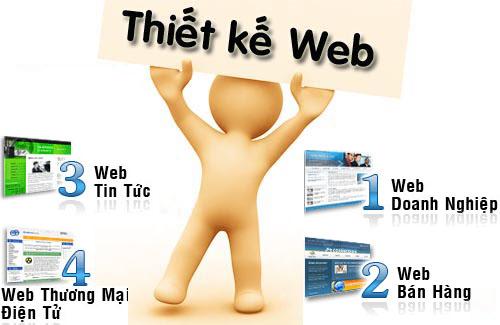 Thiết kế Web
1
Web
Doanh Nghiệp
2
Web
Bán Hàng
3
Web
Tin Tức
4
Web Thương Mại
Điện Tử